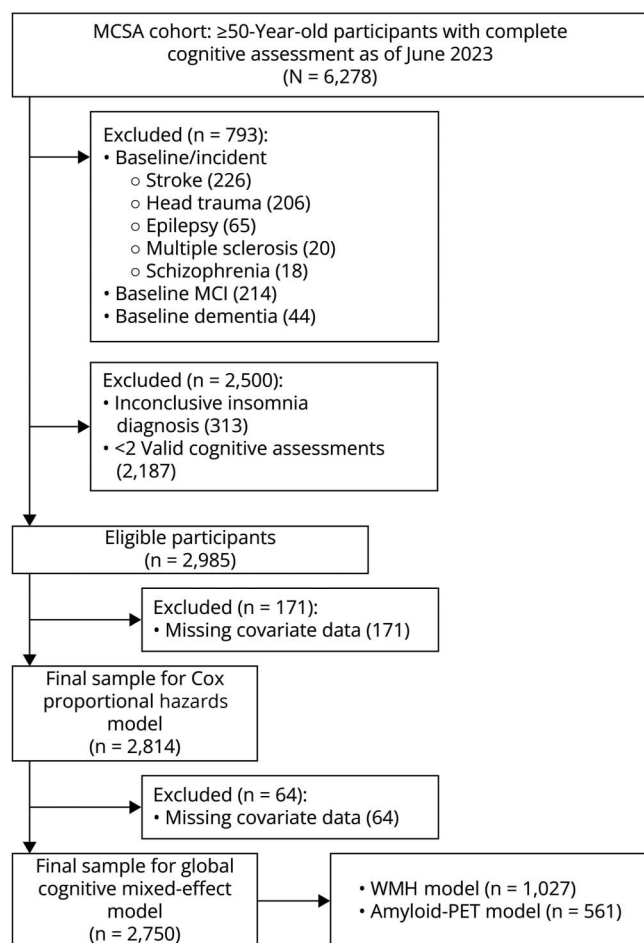 MCSA cohort: ≥50-Year-old participants with complete
cognitive assessment as of June 2023
(N = 6,278)
Excluded (n = 793):
• Baseline/incident
○ Stroke (226)
○ Head trauma (206)
○ Epilepsy (65)
○ Multiple sclerosis (20)
○ Schizophrenia (18)
• Baseline MCI (214)
• Baseline dementia (44)
Excluded (n = 2,500):
• Inconclusive insomnia
diagnosis (313)
• <2 Valid cognitive assessments
(2,187)
Eligible participants
(n = 2,985)
Excluded (n = 171):
• Missing covariate data (171)
Final sample for Cox
proportional hazards
model
(n = 2,814)
Excluded (n = 64):
• Missing covariate data (64)
Final sample for global
cognitive mixed-effect
model
(n = 2,750)
• WMH model (n = 1,027)
• Amyloid-PET model (n = 561)